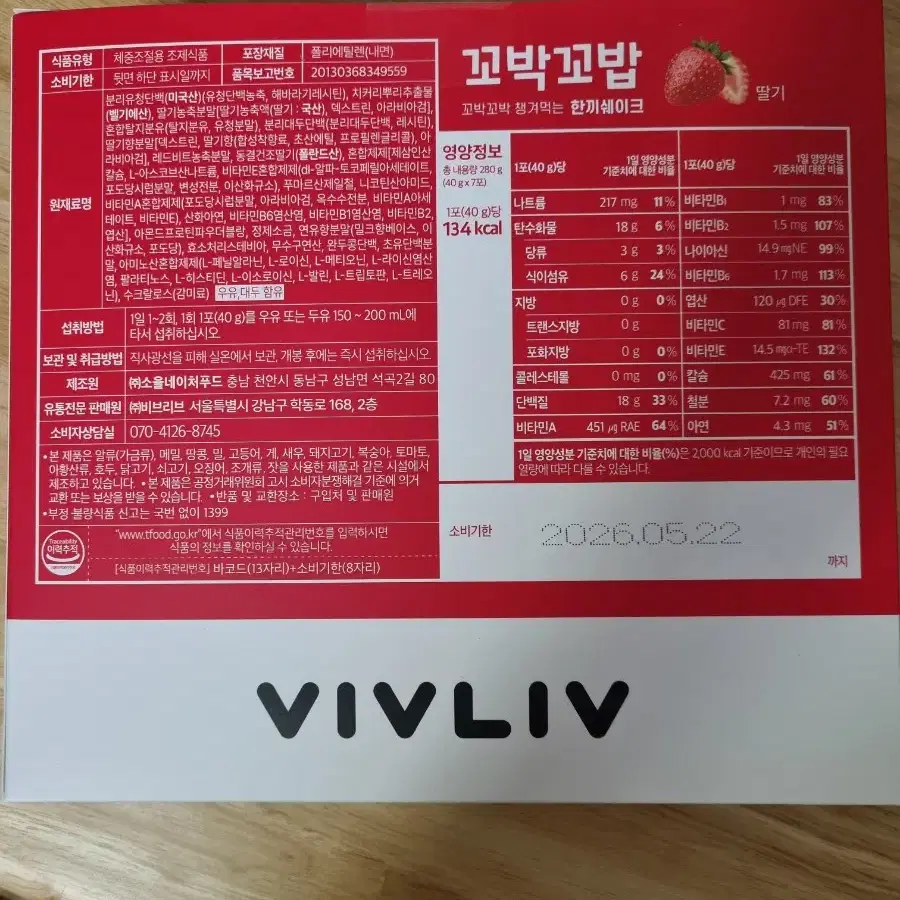 식품유형 체중조절용 조제식품 포장재질 폴리에틸렌(내면)
소비기한 뒷면 하단 표시일까지 품목보고번호 20130368349559
원재료명
분리유청단백(미국산)(유청단백농축, 해바라기레시틴), 치커리뿌리추출물
(벨기에산), 딸기농축분말[딸기농축액(딸기 : 국산), 덱스트린, 아라비아검],
혼합탈지분유(탈지분유, 유청분말), 분리대두단백(분리대두단백, 레시틴),
딸기향분말[덱스트린, 딸기향(합성착향료, 초산에틸, 프로필렌글리콜), 아
라비아검], 레드비트농축분말, 동결건조딸기(폴란드산), 혼합제제[제삼인산
칼슘, L-아스코브산나트륨, 비타민E혼합제제(dl-알파-토코페릴아세테이트,
포도당시럽분말, 변성전분, 이산화규소), 푸마르산제일철, 니코틴산아미드,
비타민A혼합제제(포도당시럽분말, 아라비아검, 옥수수전분, 비타민A아세
테이트, 비타민E), 산화아연, 비타민B6염산염, 비타민B1염산염, 비타민B2,
엽산], 아몬드프로틴파우더블랑, 정제소금, 연유향분말(밀크향베이스, 이
산화규소, 포도당), 효소처리스테비아, 무수구연산, 완두콩단백, 초유단백분
말, 아미노산혼합제제(L-페닐알라닌, L-로이신, L-메티오닌, L-라이신염산
염, 팔라티노스, L-히스티딘, L-이소로이신, L-발린, L-트립토판, L-트레오
닌), 수크랄로스(감미료) 우유,대두 함유
섭취방법 1일 1~2회, 1회 1포(40 g)를 우유 또는 두유 150 ~ 200 mL에
타서 섭취하십시오.
보관 및 취급방법 직사광선을 피해 실온에서 보관, 개봉 후에는 즉시 섭취하십시오.
제조원 ㈜소울네이처푸드 충남 천안시 동남구 성남면 석곡2길 80
유통전문 판매원 ㈜비브리브 서울특별시 강남구 학동로 168, 2층
소비자상담실 070-4126-8745
•본 제품은 알류(가금류), 메밀, 땅콩, 밀, 고등어, 게, 새우, 돼지고기, 복숭아, 토마토,
아황산류, 호두, 닭고기, 쇠고기, 오징어, 조개류, 잣을 사용한 제품과 같은 시설에서
제조하고 있습니다. •본 제품은 공정거래위원회 고시 소비자분쟁해결 기준에 의거
교환 또는 보상을 받을 수 있습니다. •반품 및 교환장소 : 구입처 및 판매원
•부정·불량식품 신고는 국번 없이 1399
Traceability
이력추적
"www.tfood.go.kr"에서 식품이력추적관리번호를 입력하시면
식품의 정보를 확인하실 수 있습니다.
[식품이력추적관리번호] 바코드(13자리)+소비기한(8자리)
꼬박꼬밥
딸기
꼬박꼬박 챙겨먹는 한끼쉐이크
영양정보
총 내용량 280 g
(40 g x 7포)
1포(40 g)당
134 kcal
1포(40 g)당 1일 영양성분 기준치에 대한 비율
나트륨 217 mg 11%
탄수화물 18 g 6%
당류 3 g 3%
식이섬유 6 g 24%
지방 0 g 0%
트랜스지방 0 g
포화지방 0 g 0%
콜레스테롤 0 mg 0%
단백질 18 g 33%
비타민A 451 μg RAE 64%
1포(40 g)당 1일 영양성분 기준치에 대한 비율
비타민B1 1 mg 83%
비타민B2 1.5 mg 107%
나이아신 14.9 mg NE 99%
비타민B6 1.7 mg 113%
엽산 120 μg DFE 30%
비타민C 81 mg 81%
비타민E 14.5 mg α-TE 132%
칼슘 425 mg 61%
철분 7.2 mg 60%
아연 4.3 mg 51%
1일 영양성분 기준치에 대한 비율(%)은 2,000 kcal 기준이므로 개인의 필요
열량에 따라 다를 수 있습니다.
소비기한 2026.05.22
까지
VIVLIV